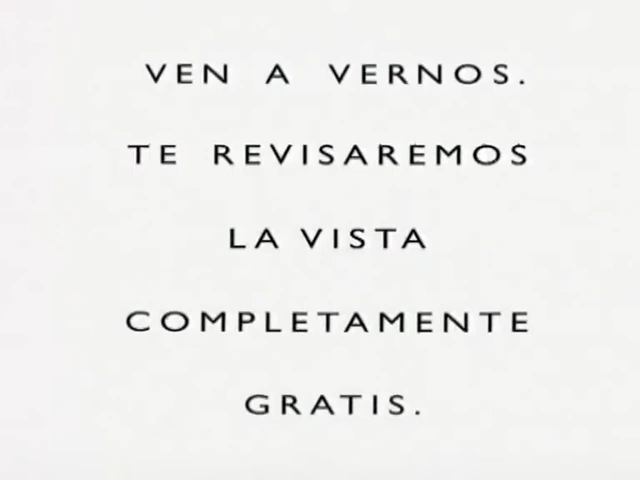 VEN A VERNOS.
TE REVISAREMOS
LA VISTA
COMPLETAMENTE
GRATIS.